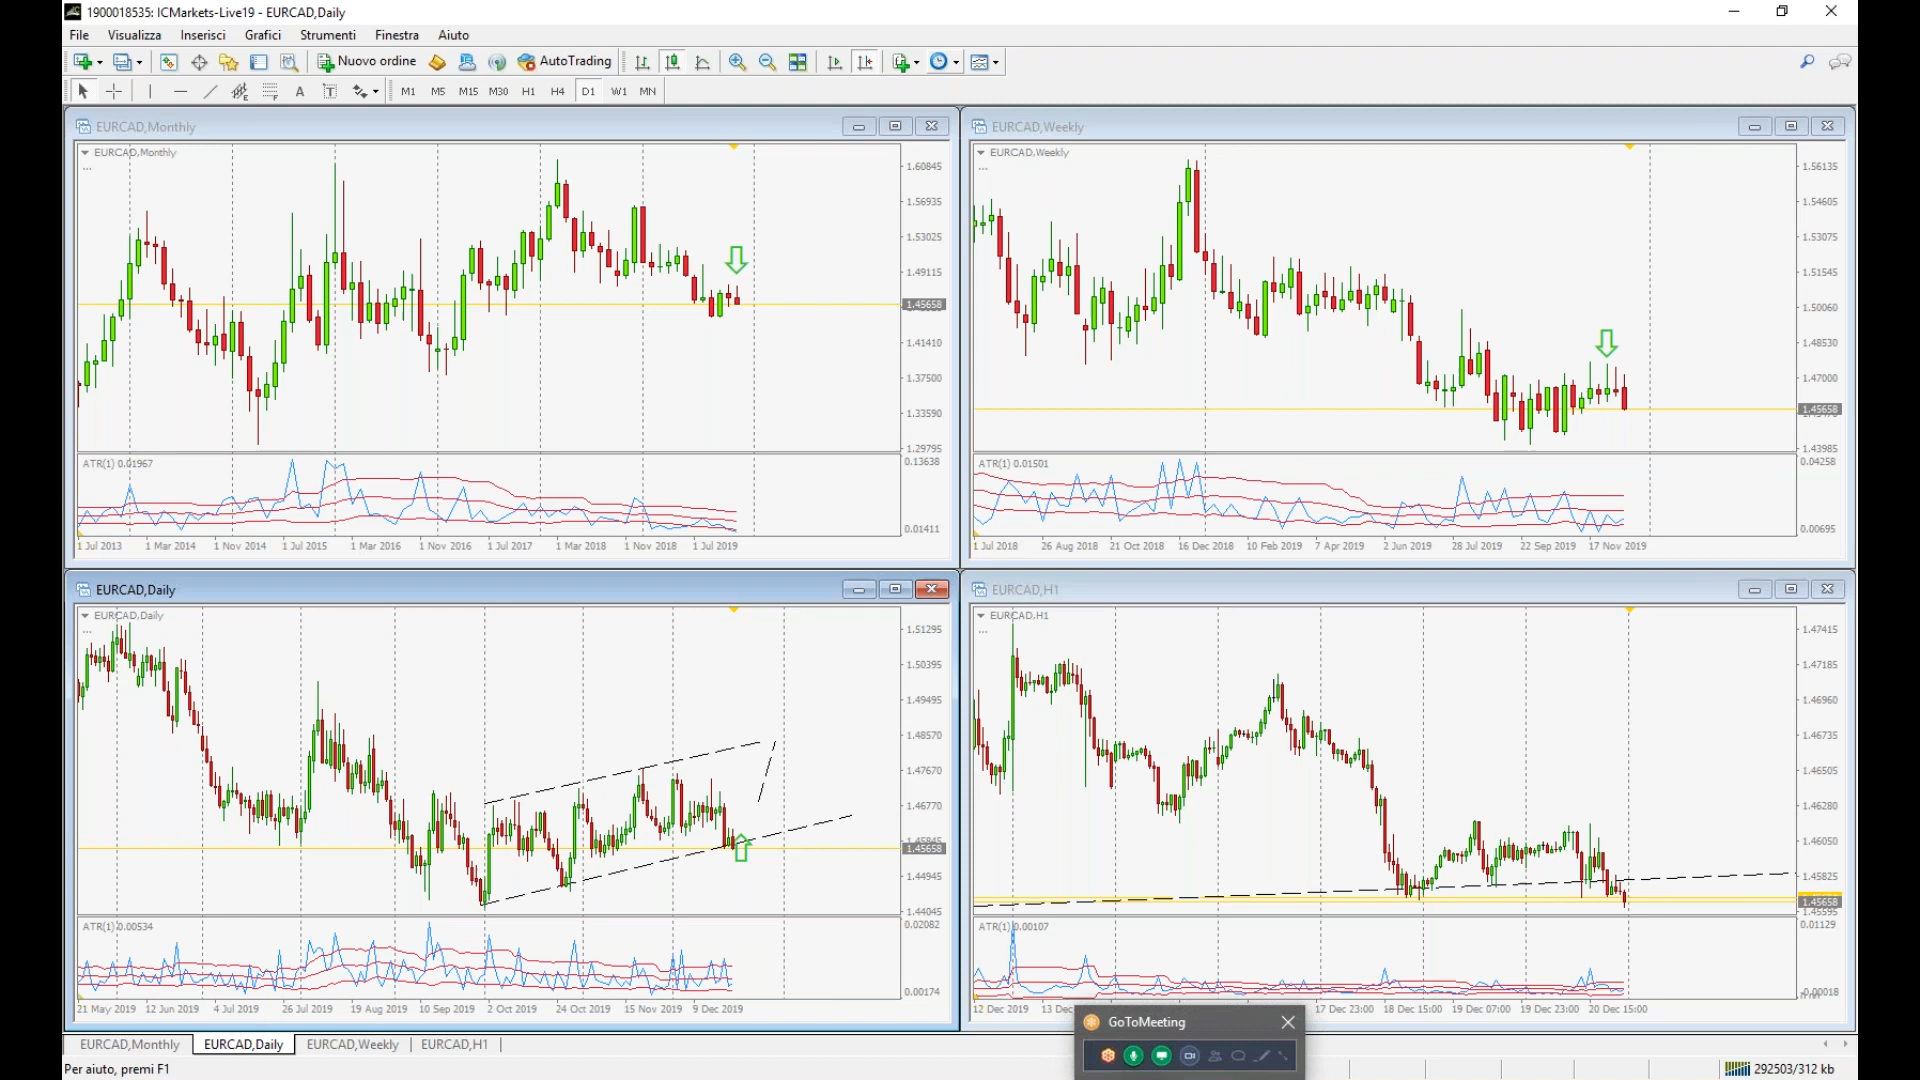 1900018535: ICMarkets-Live19 - EURCAD,Daily
File Visualizza Inserisci Grafici Strumenti Finestra Aiuto
Nuovo ordine AutoTrading
A T M1 M5 M15 M30 H1 H4 D1 W1 MN
EURCAD,Monthly
EURCAD,Monthly
...
1.60845
1.56935
1.53025
1.49115
1.45658
1.41410
1.37500
1.33590
1.29795
ATR(1) 0.01967
0.13638
0.01411
1 Jul 2013 1 Mar 2014 1 Nov 2014 1 Jul 2015 1 Mar 2016 1 Nov 2016 1 Jul 2017 1 Mar 2018 1 Nov 2018 1 Jul 2019
EURCAD,Weekly
EURCAD,Weekly
...
1.56135
1.54605
1.53075
1.51545
1.50060
1.48530
1.47000
1.45658
1.43985
ATR(1) 0.01501
0.04258
0.00695
1 Jul 2018 26 Aug 2018 21 Oct 2018 16 Dec 2018 10 Feb 2019 7 Apr 2019 2 Jun 2019 28 Jul 2019 22 Sep 2019 17 Nov 2019
EURCAD,Daily
EURCAD,Daily
...
1.51295
1.50395
1.49495
1.48570
1.47670
1.46770
1.45845
1.45658
1.44945
1.44045
ATR(1) 0.00534
0.02082
0.00174
21 May 2019 12 Jun 2019 4 Jul 2019 26 Jul 2019 19 Aug 2019 10 Sep 2019 2 Oct 2019 24 Oct 2019 15 Nov 2019 9 Dec 2019
EURCAD,H1
EURCAD,H1
...
1.47415
1.47185
1.46960
1.46735
1.46505
1.46280
1.46050
1.45825
1.45658
1.45595
ATR(1) 0.00107
0.01129
-0.00018
12 Dec 2019 13 Dec 17 Dec 23:00 18 Dec 15:00 19 Dec 07:00 19 Dec 23:00 20 Dec 15:00
GoToMeeting
EURCAD,Monthly EURCAD,Daily EURCAD,Weekly EURCAD,H1
Per aiuto, premi F1
292503/312 kb